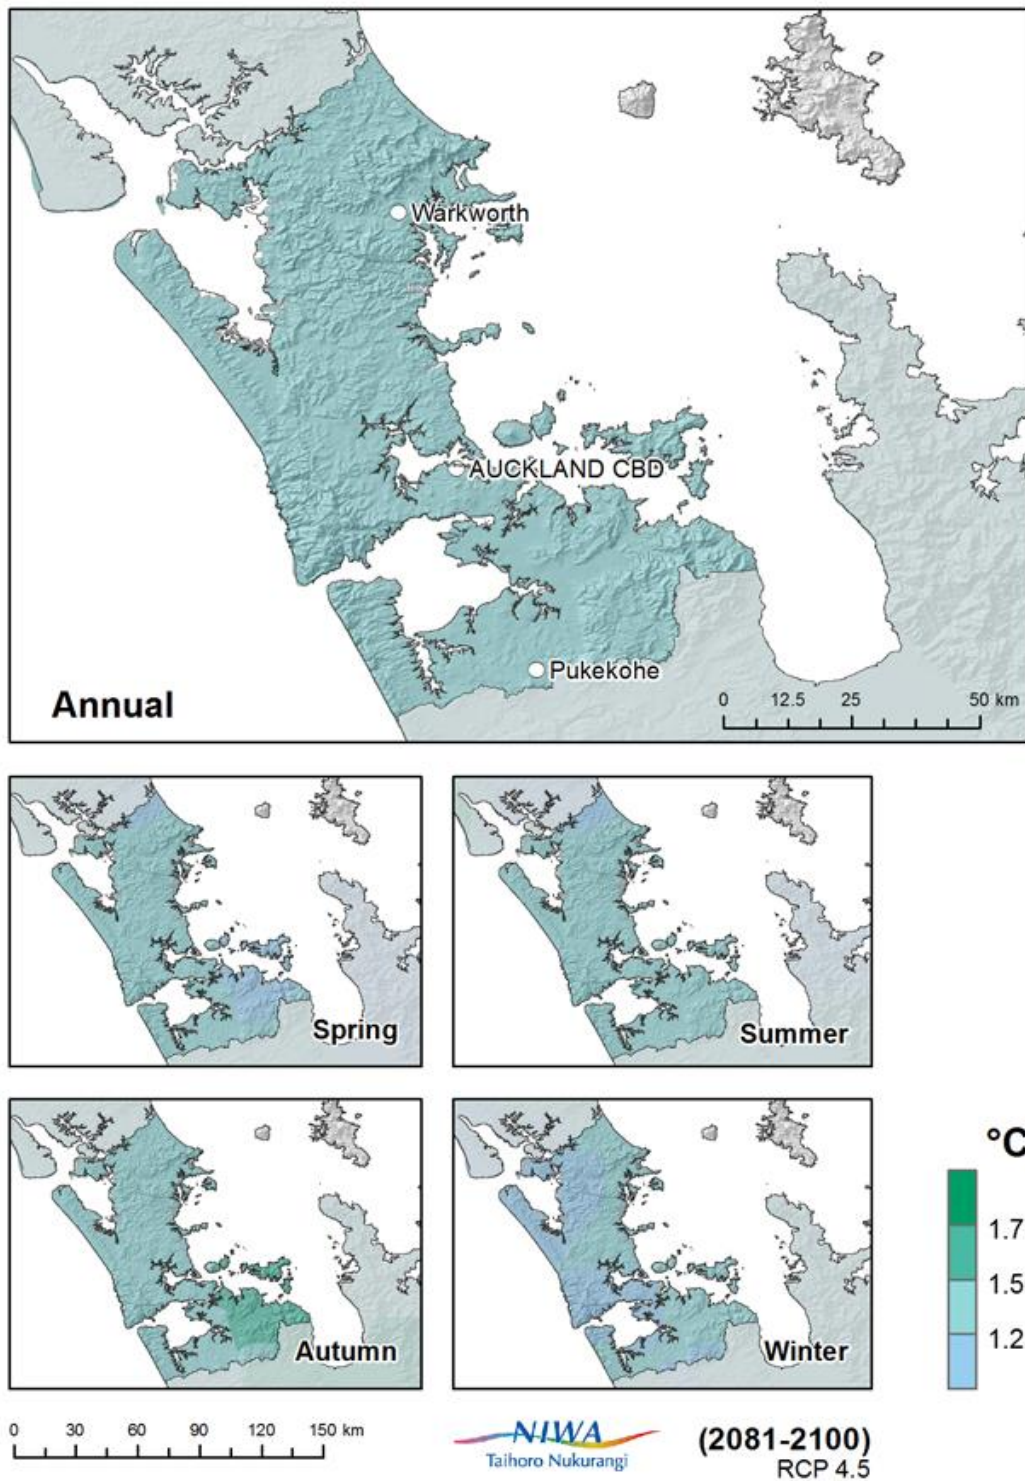 Warkworth
AUCKLAND CBD
Pukekohe
Annual
0 12.5 25 50 km
Spring
Summer
Autumn
Winter
°C
1.7
1.5
1.2
0 30 60 90 120 150 km
NIWA
Taihoro Nukurangi
(2081-2100)
RCP 4.5